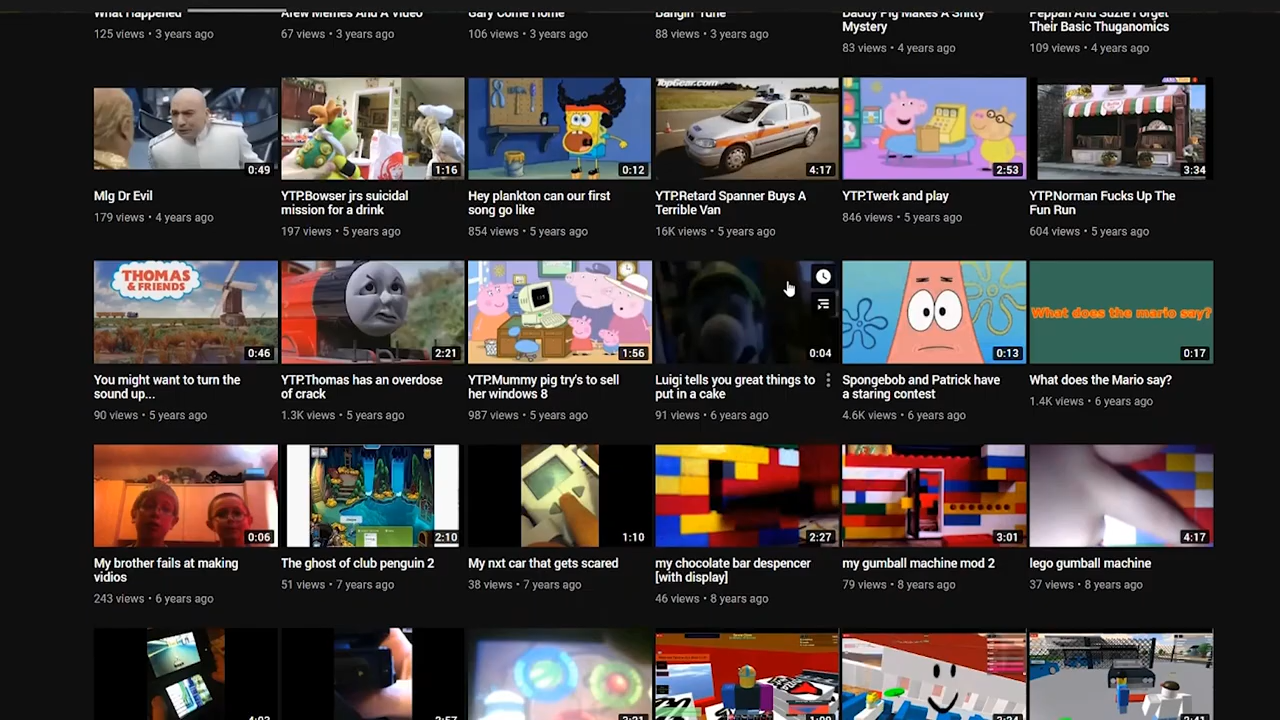 What Happened
Afew Memes And A Video
Gary Come Home
Bangin' Tune
Daddy Pig Makes A Shitty
Mystery
Peppah And Suzie Forget
Their Basic Thuganomics
125 views • 3 years ago
67 views • 3 years ago
106 views • 3 years ago
88 views • 3 years ago
83 views • 4 years ago
109 views • 4 years ago
TopGear.com
0:49
1:16
0:12
4:17
2:53
3:34
Mlg Dr Evil
179 views • 4 years ago
YTP.Bowser jrs suicidal
mission for a drink
197 views • 5 years ago
Hey plankton can our first
song go like
854 views • 5 years ago
YTP.Retard Spanner Buys A
Terrible Van
16K views • 5 years ago
YTP.Twerk and play
846 views • 5 years ago
YTP.Norman Fucks Up The
Fun Run
604 views • 5 years ago
THOMAS
& FRIENDS
What does the mario say?
0:46
2:21
1:56
0:04
0:13
0:17
You might want to turn the
sound up...
90 views • 5 years ago
YTP.Thomas has an overdose
of crack
1.3K views • 5 years ago
YTP.Mummy pig try's to sell
her windows 8
987 views • 5 years ago
Luigi tells you great things to
put in a cake
91 views • 6 years ago
Spongebob and Patrick have
a staring contest
4.6K views • 6 years ago
What does the Mario say?
1.4K views • 6 years ago
0:06
2:10
1:10
2:27
3:01
4:17
My brother fails at making
vidios
243 views • 6 years ago
The ghost of club penguin 2
51 views • 7 years ago
My nxt car that gets scared
38 views • 7 years ago
my chocolate bar despencer
[with display]
46 views • 8 years ago
my gumball machine mod 2
79 views • 8 years ago
lego gumball machine
37 views • 8 years ago